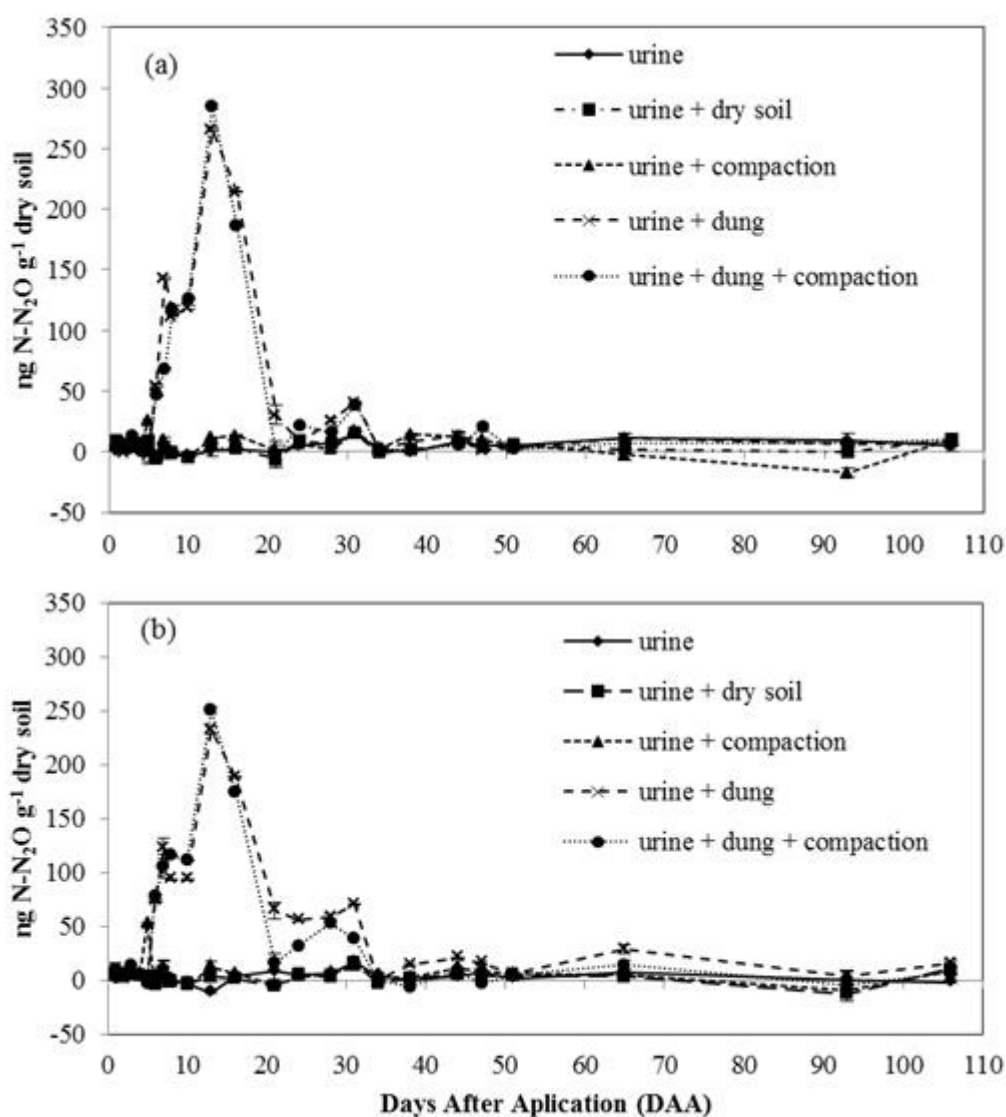 350
300
250
200
150
100
50
0
-50
ng N-N₂O g⁻¹ dry soil
(a)
urine
urine + dry soil
urine + compaction
urine + dung
urine + dung + compaction
0 10 20 30 40 50 60 70 80 90 100 110
350
300
250
200
150
100
50
0
-50
ng N-N₂O g⁻¹ dry soil
(b)
urine
urine + dry soil
urine + compaction
urine + dung
urine + dung + compaction
0 10 20 30 40 50 60 70 80 90 100 110
Days After Aplication (DAA)